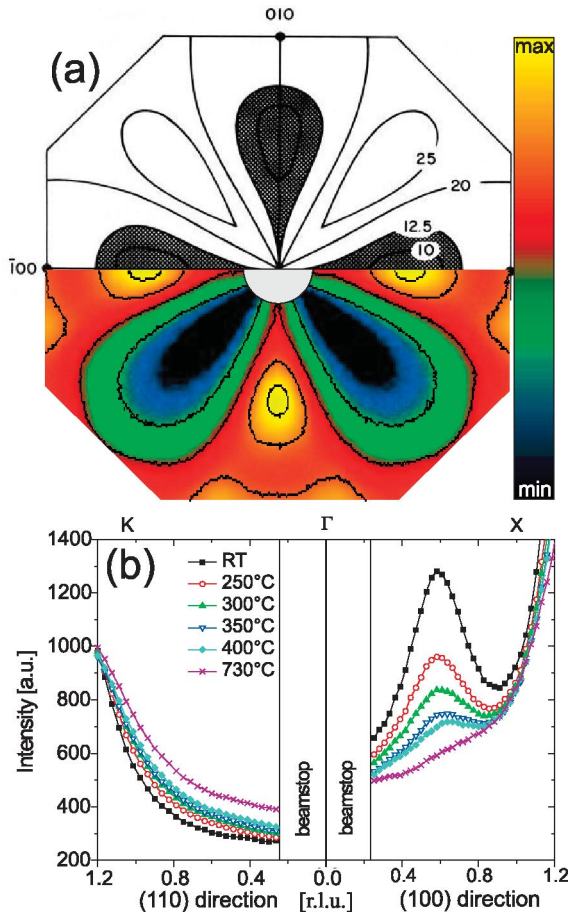 010
max
(a)
25
20
12.5
10
1̄00
min
K Γ X
(b)
RT
250°C
300°C
350°C
400°C
730°C
1400
1200
1000
800
600
400
200
Intensity [a.u.]
beamstop
beamstop
1.2 0.8 0.4 0.0 0.4 0.8 1.2
(110) direction [r.l.u.] (100) direction